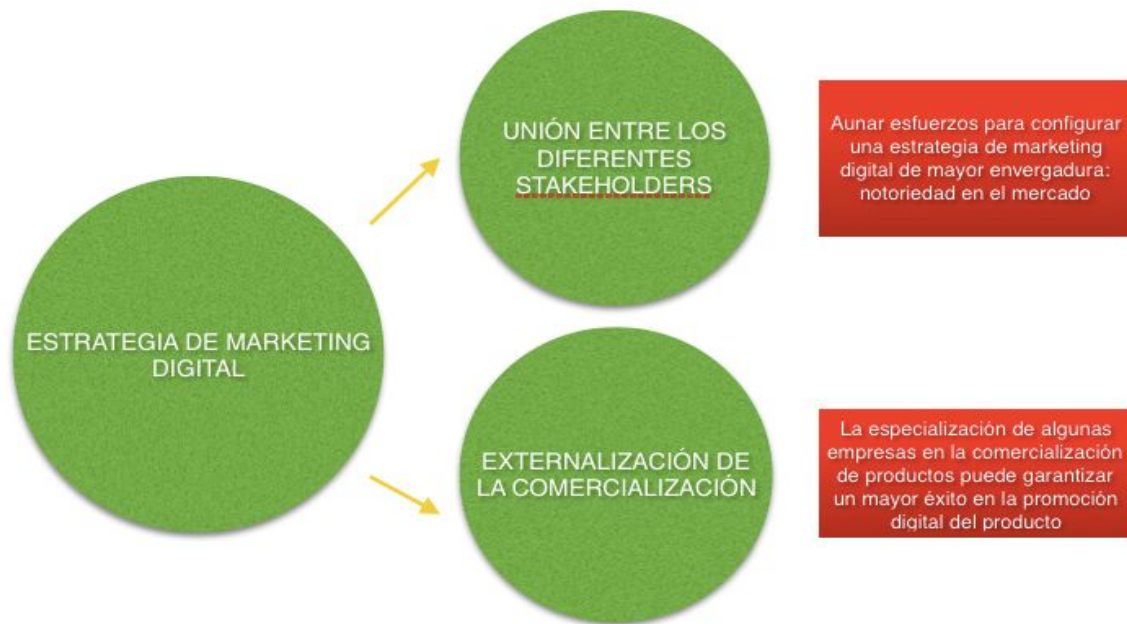 ESTRATEGIA DE MARKETING
DIGITAL
UNIÓN ENTRE LOS
DIFERENTES
STAKEHOLDERS
Aunar esfuerzos para configurar
una estrategia de marketing
digital de mayor envergadura:
notoriedad en el mercado
EXTERNALIZACIÓN DE
LA COMERCIALIZACIÓN
La especialización de algunas
empresas en la comercialización
de productos puede garantizar
un mayor éxito en la promoción
digital del producto